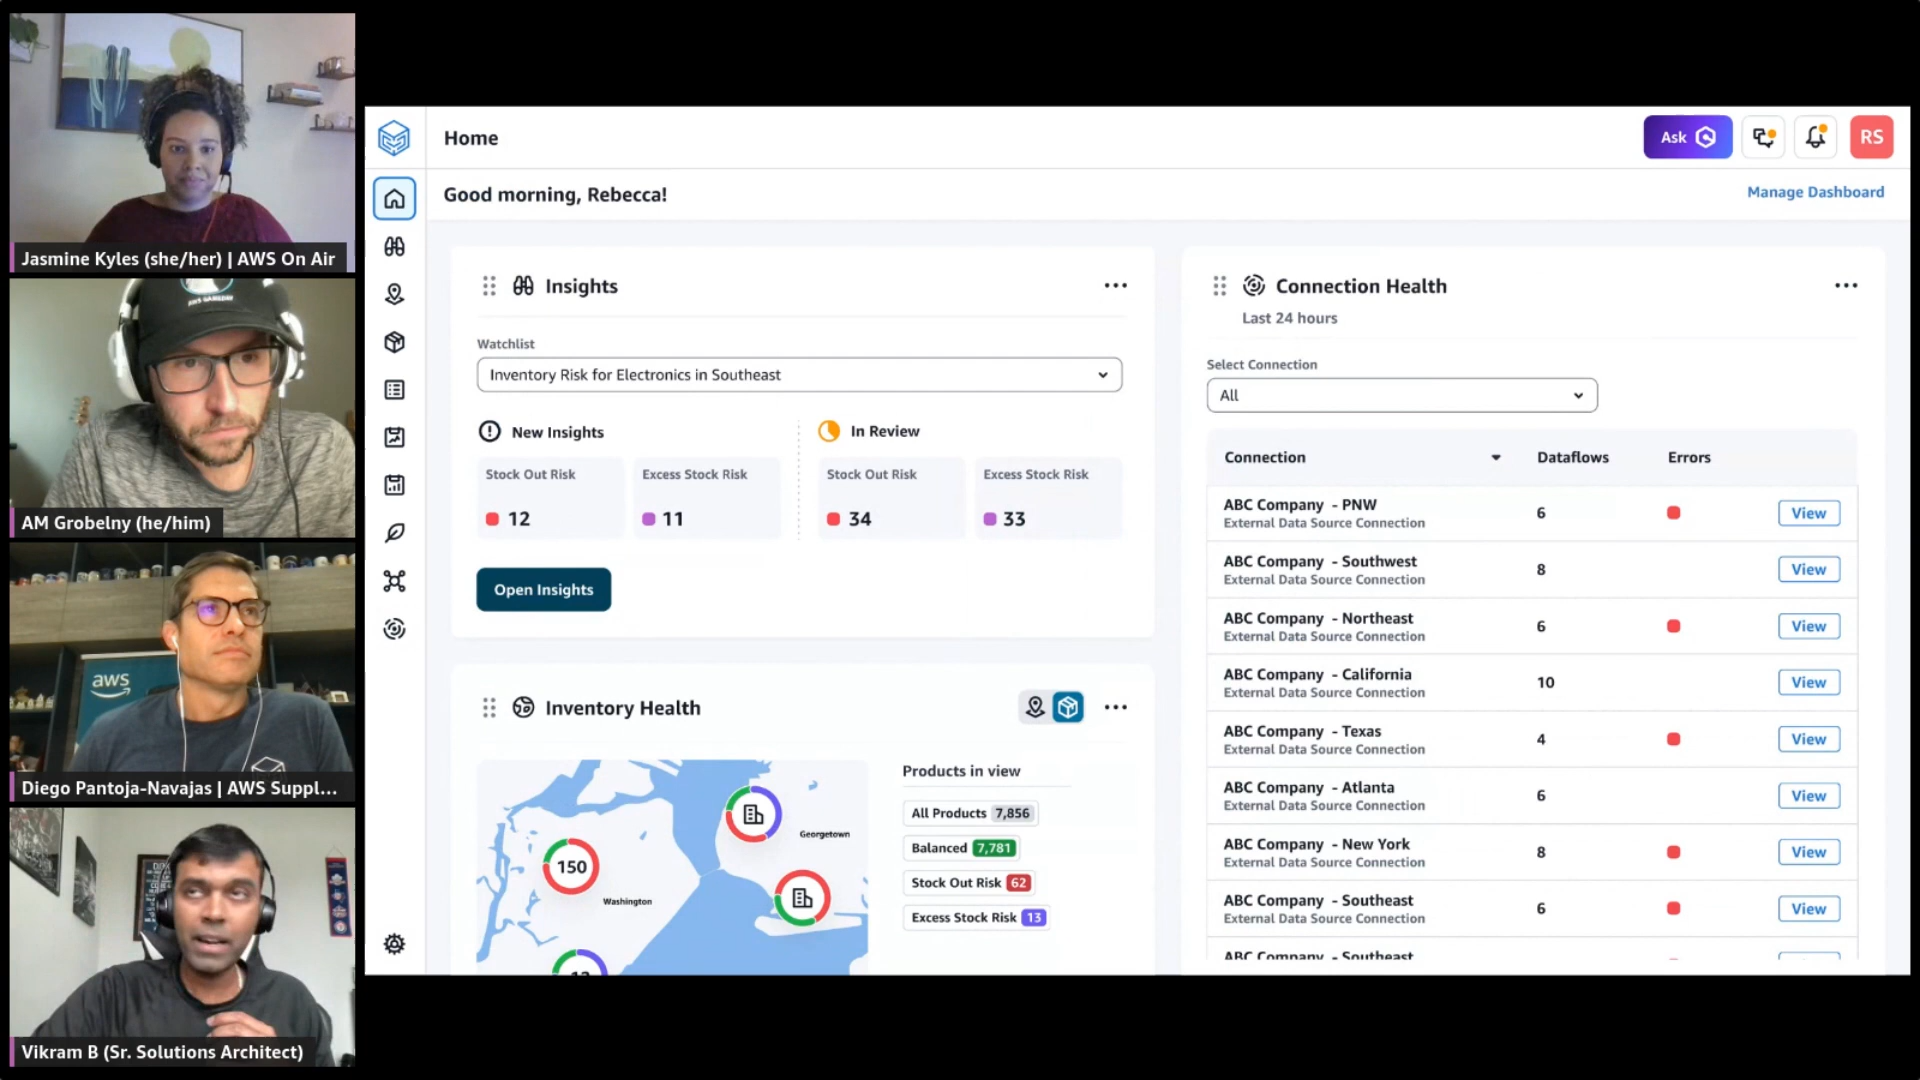 Jasmine Kyles (she/her) | AWS On Air
AWS GAMEDAY
AM Grobelny (he/him)
aws
Diego Pantoja-Navajas | AWS Suppl...
Vikram B (Sr. Solutions Architect)
Home
Ask
RS
Good morning, Rebecca!
Manage Dashboard
Insights
Watchlist
Inventory Risk for Electronics in Southeast
New Insights
In Review
Stock Out Risk
Excess Stock Risk
Stock Out Risk
Excess Stock Risk
12
11
34
33
Open Insights
Inventory Health
150
Washington
Georgetown
Products in view
All Products 7,856
Balanced 7,781
Stock Out Risk 62
Excess Stock Risk 13
Connection Health
Last 24 hours
Select Connection
All
Connection Dataflows Errors
ABC Company - PNW
External Data Source Connection
6
View
ABC Company - Southwest
External Data Source Connection
8
View
ABC Company - Northeast
External Data Source Connection
6
View
ABC Company - California
External Data Source Connection
10
View
ABC Company - Texas
External Data Source Connection
4
View
ABC Company - Atlanta
External Data Source Connection
6
View
ABC Company - New York
External Data Source Connection
8
View
ABC Company - Southeast
External Data Source Connection
6
View
ABC Company - Southeast